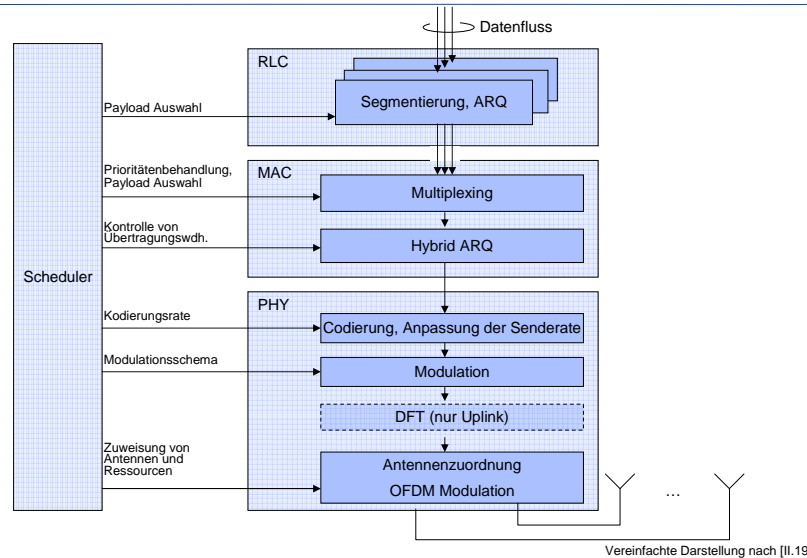 Datenfluss
RLC
Segmentierung, ARQ
Payload Auswahl
Prioritätenbehandlung,
Payload Auswahl
MAC
Multiplexing
Kontrolle von
Übertragungswdh.
Hybrid ARQ
Scheduler
PHY
Kodierungsrate
Codierung, Anpassung der Senderate
Modulationsschema
Modulation
DFT (nur Uplink)
Zuweisung von
Antennen und
Ressourcen
Antennenzuordnung
OFDM Modulation
...
Vereinfachte Darstellung nach [II.19